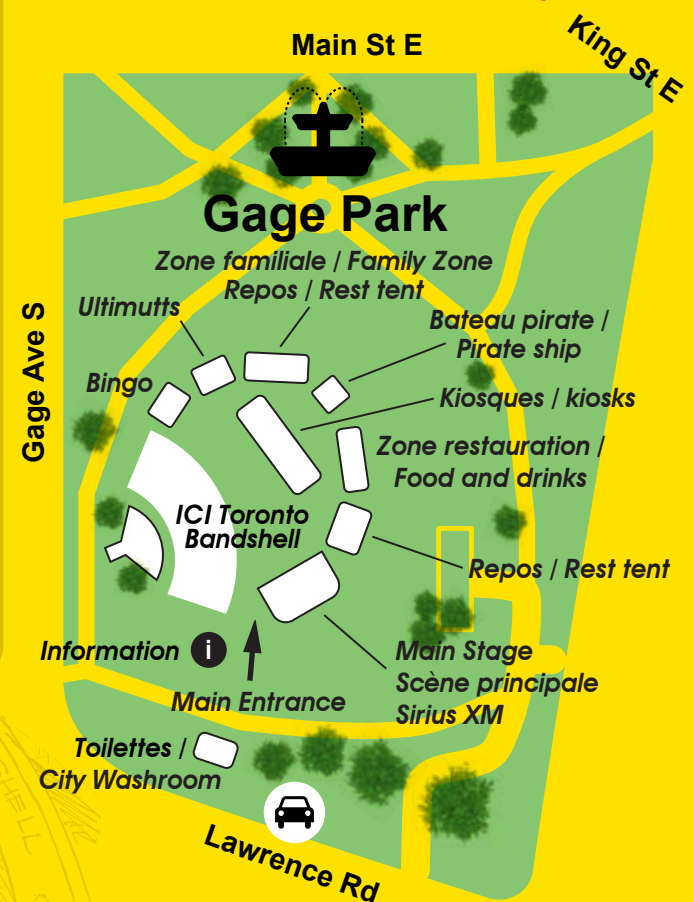 Main St E
King St E
Gage Park
Zone familiale / Family Zone
Repos / Rest tent
Ultimutts
Bateau pirate /
Pirate ship
Gage Ave S
Bingo
Kiosques / kiosks
Zone restauration /
Food and drinks
ICI Toronto
Bandshell
Repos / Rest tent
Information i
Main Stage
Scène principale
Sirius XM
Main Entrance
Toilettes /
City Washroom
Lawrence Rd